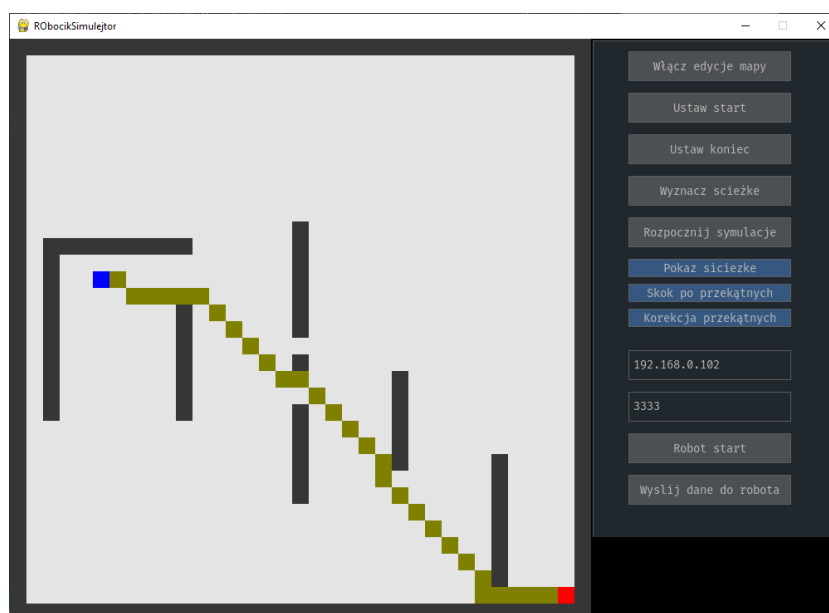 RObocikSimulejtor
Włącz edycje mapy
Ustaw start
Ustaw koniec
Wyznacz scieżke
Rozpocznij symulacje
Pokaz siciezke
Skok po przekątnych
Korekcja przekątnych
192.168.0.102
3333
Robot start
Wyslij dane do robota